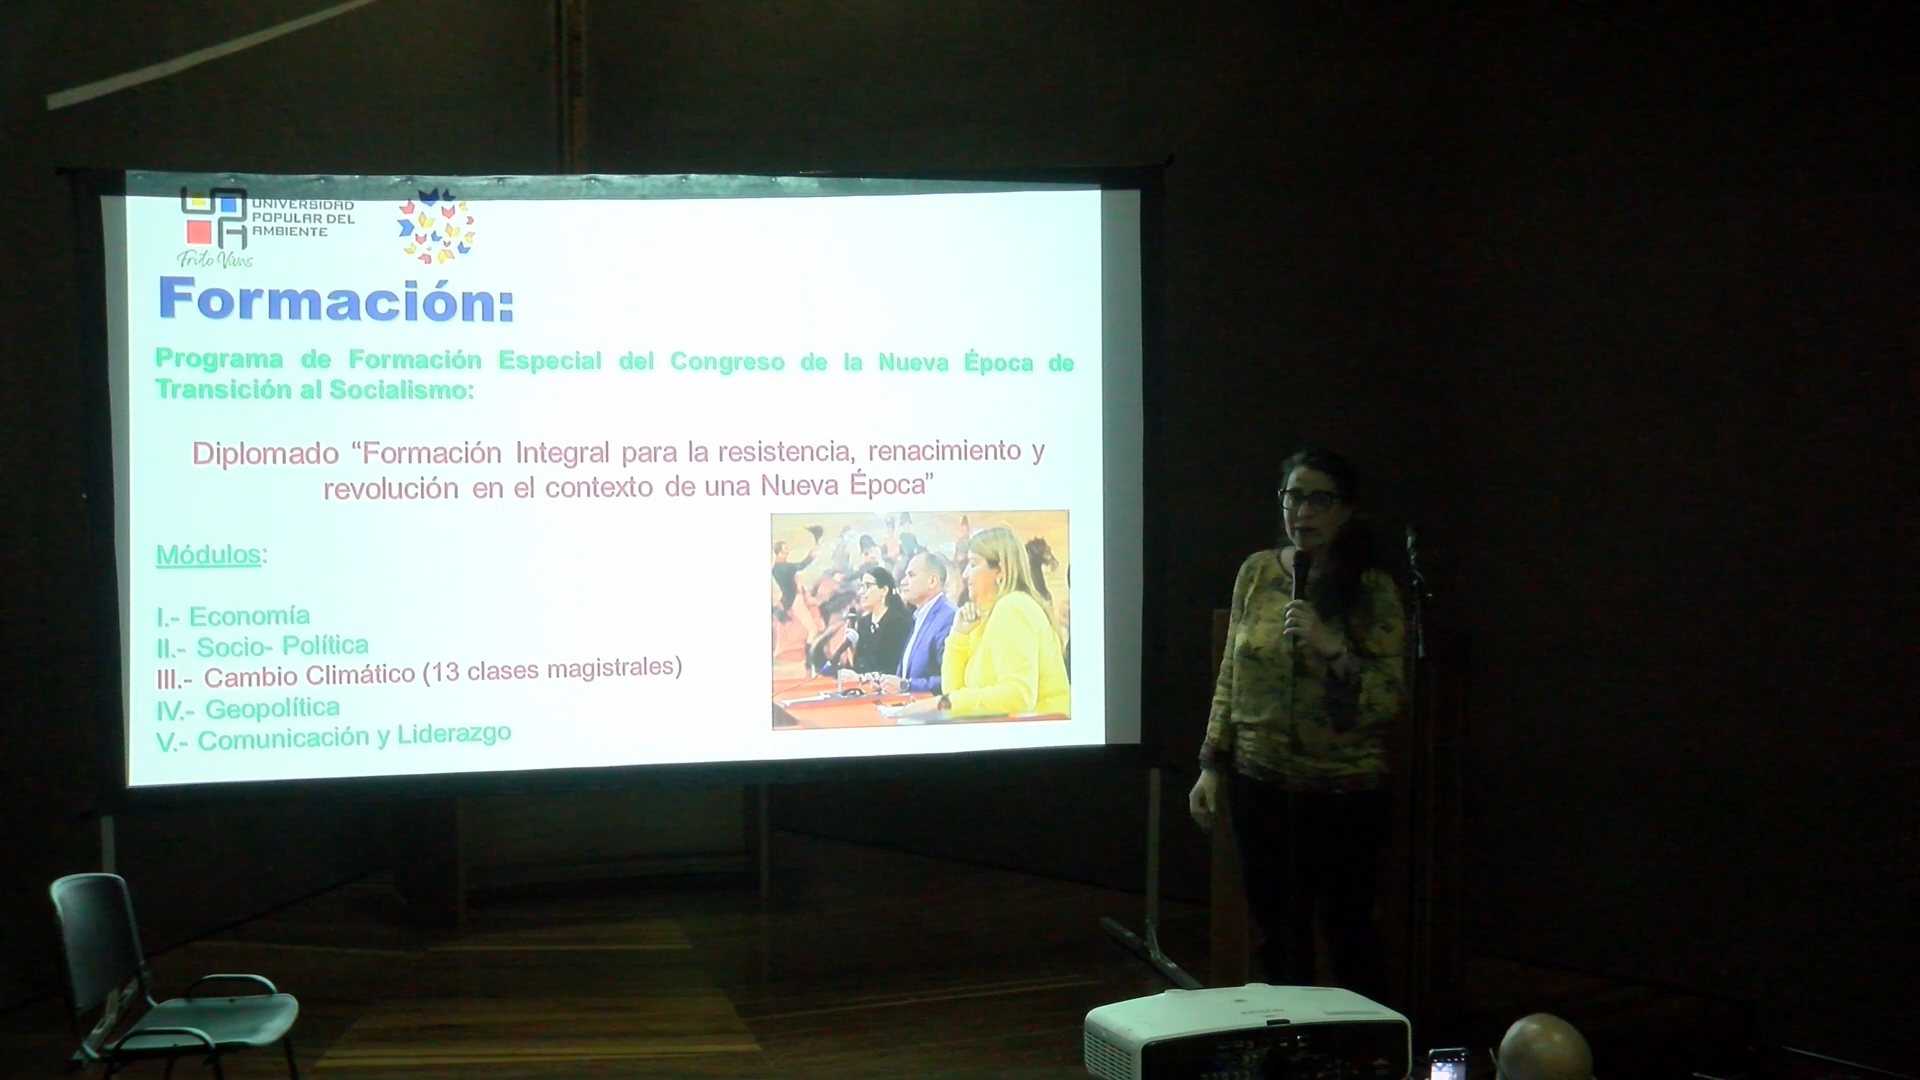 UNIVERSIDAD
POPULAR DEL
AMBIENTE
Fruto Vivas
Formación:
Programa de Formación Especial del Congreso de la Nueva Época de
Transición al Socialismo:
Diplomado “Formación Integral para la resistencia, renacimiento y
revolución en el contexto de una Nueva Época”
Módulos:
I.- Economía
II.- Socio- Política
III.- Cambio Climático (13 clases magistrales)
IV.- Geopolítica
V.- Comunicación y Liderazgo
EPSON